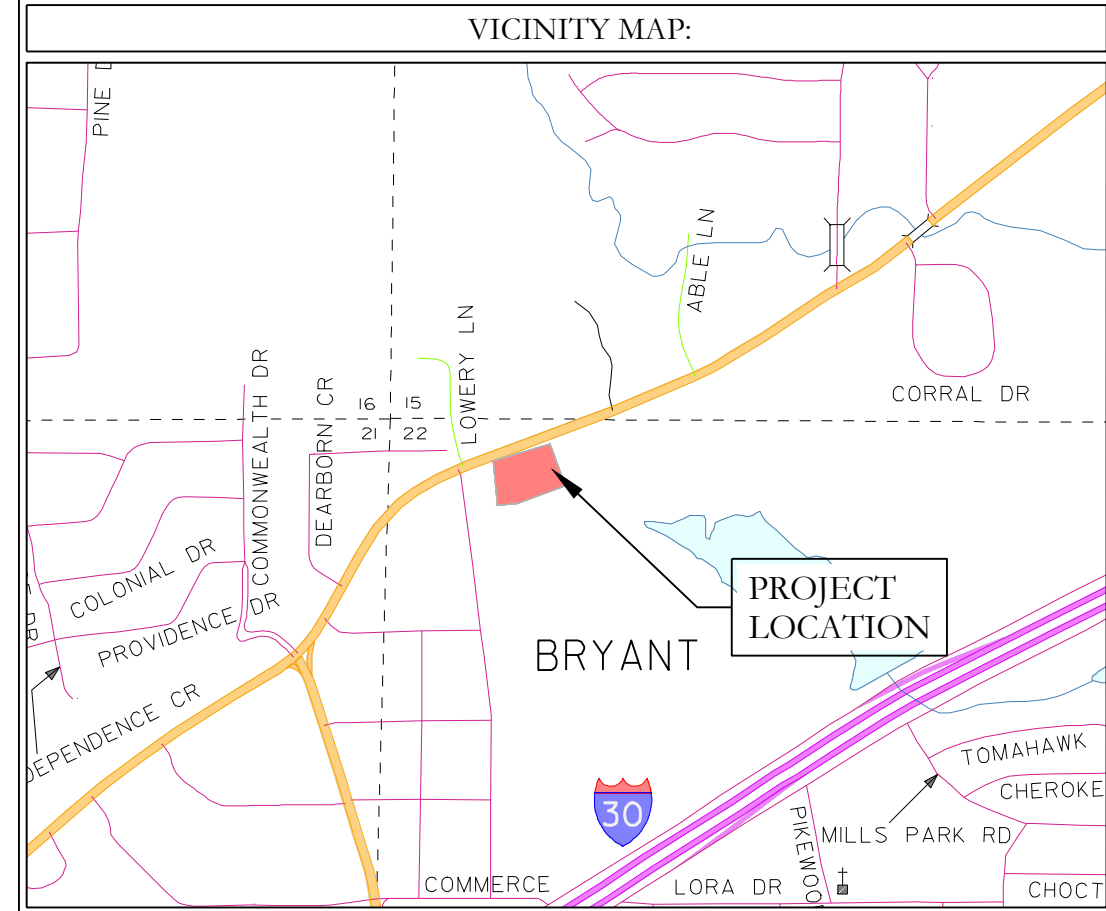 VICINITY MAP:
PINE D
ABLE LN
LOWERY LN
COMMONWEALTH DR
DEARBORN CR
16 15
21 22
CORRAL DR
COLONIAL DR
PROVIDENCE DR
DR
PROJECT
LOCATION
BRYANT
DEPENDENCE CR
30
TOMAHAWK
CHEROKE
MILLS PARK RD
PIKEWOO
COMMERCE
LORA DR
CHOCT